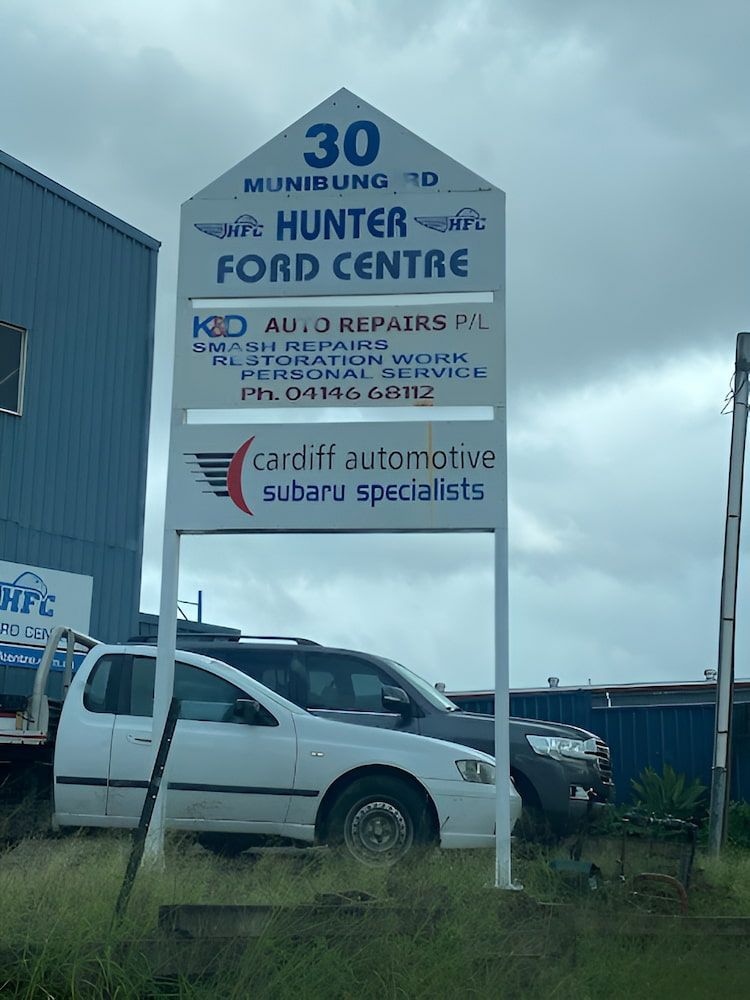 30
MUNIBUNG RD
HFC HUNTER HFC
FORD CENTRE
K&D AUTO REPAIRS P/L
SMASH REPAIRS
RESTORATION WORK
PERSONAL SERVICE
Ph. 04146 68112
cardiff automotive
subaru specialists
HFC